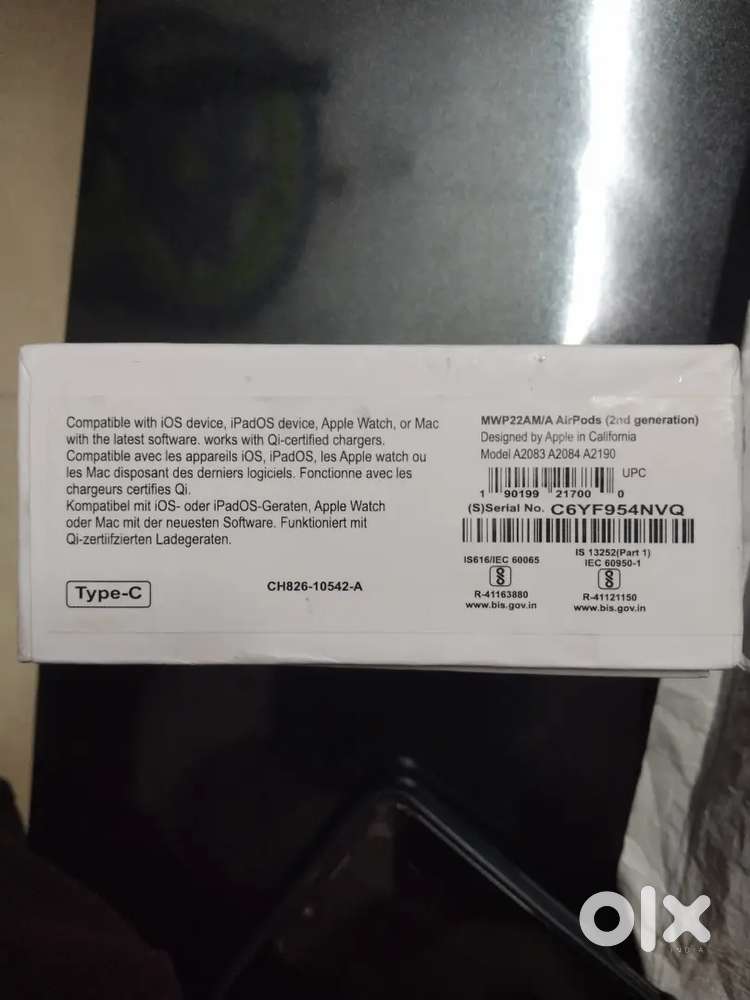 Compatible with iOS device, iPadOS device, Apple Watch, or Mac
with the latest software. works with Qi-certified chargers.
Compatible avec les appareils iOS, iPadOS, les Apple watch ou
les Mac disposant des derniers logiciels. Fonctionne avec les
chargeurs certifies Qi.
Kompatibel mit iOS- oder iPadOS-Geraten, Apple Watch
oder Mac mit der neuesten Software. Funktioniert mit
Qi-zertiifzierten Ladegeraten.
Type-C
CH826-10542-A
MWP22AM/A AirPods (2nd generation)
Designed by Apple in California
Model A2083 A2084 A2190
UPC
1 90199 21700 0
(S)Serial No. C6YF954NVQ
IS616/IEC 60065
R-41163880
www.bis.gov.in
IS 13252(Part 1)
IEC 60950-1
R-41121150
www.bis.gov.in
olx
INDIA